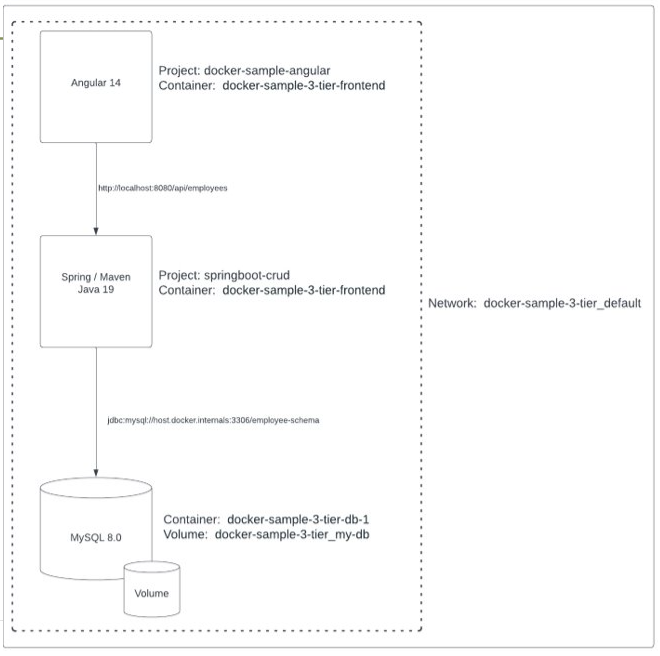 Angular 14
Project: docker-sample-angular
Container: docker-sample-3-tier-frontend
http://localhost:8080/api/employees
Spring / Maven
Java 19
Project: springboot-crud
Container: docker-sample-3-tier-frontend
Network: docker-sample-3-tier_default
jdbc:mysql://host.docker.internals:3306/employee-schema
MySQL 8.0
Container: docker-sample-3-tier-db-1
Volume: docker-sample-3-tier_my-db
Volume